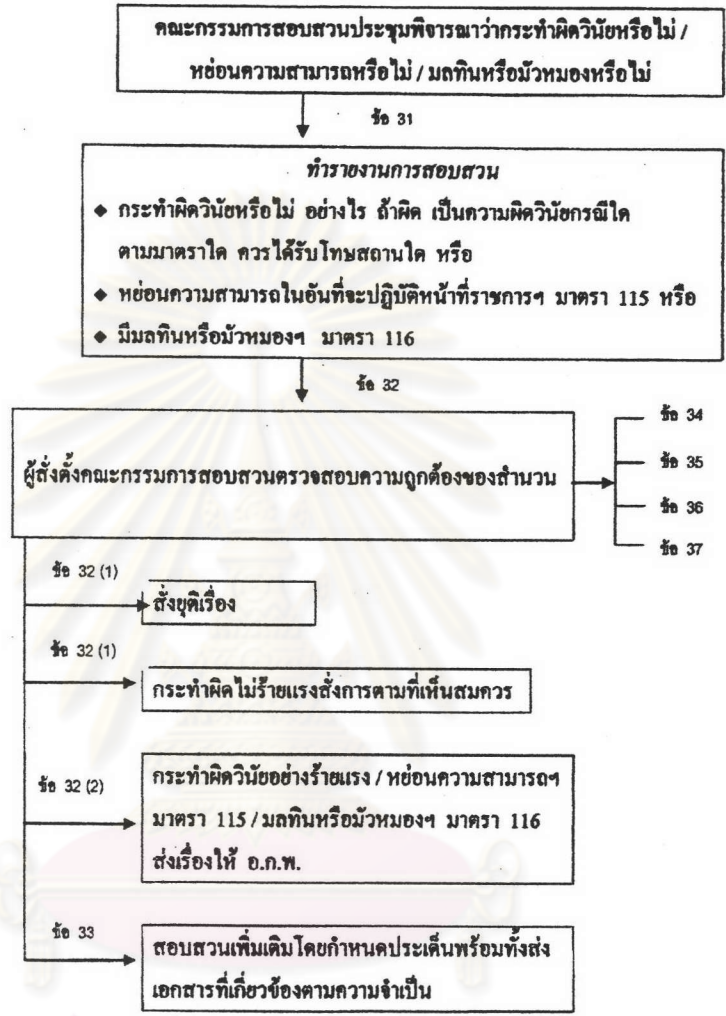 คณะกรรมการสอบสวนประชุมพิจารณาว่ากระทำผิดวินัยหรือไม่ /
หย่อนความสามารถหรือไม่ / มลทินหรือมัวหมองหรือไม่
ข้อ 31
ทำรายงานการสอบสวน
◆ กระทำผิดวินัยหรือไม่ อย่างไร ถ้าผิด เป็นความผิดวินัยกรณีใด
ตามมาตราใด ควรได้รับโทษสถานใด หรือ
◆ หย่อนความสามารถในอันที่จะปฏิบัติหน้าที่ราชการฯ มาตรา 115 หรือ
◆ มีมลทินหรือมัวหมองฯ มาตรา 116
ข้อ 32
ผู้สั่งตั้งคณะกรรมการสอบสวนตรวจสอบความถูกต้องของสำนวน
ข้อ 34
ข้อ 35
ข้อ 36
ข้อ 37
ข้อ 32 (1)
สั่งยุติเรื่อง
ข้อ 32 (1)
กระทำผิดไม่ร้ายแรงสั่งการตามที่เห็นสมควร
ข้อ 32 (2)
กระทำผิดวินัยอย่างร้ายแรง / หย่อนความสามารถฯ
มาตรา 115 / มลทินหรือมัวหมองฯ มาตรา 116
ส่งเรื่องให้ อ.ก.พ.
ข้อ 33
สอบสวนเพิ่มเติมโดยกำหนดประเด็นพร้อมทั้งส่ง
เอกสารที่เกี่ยวข้องตามความจำเป็น